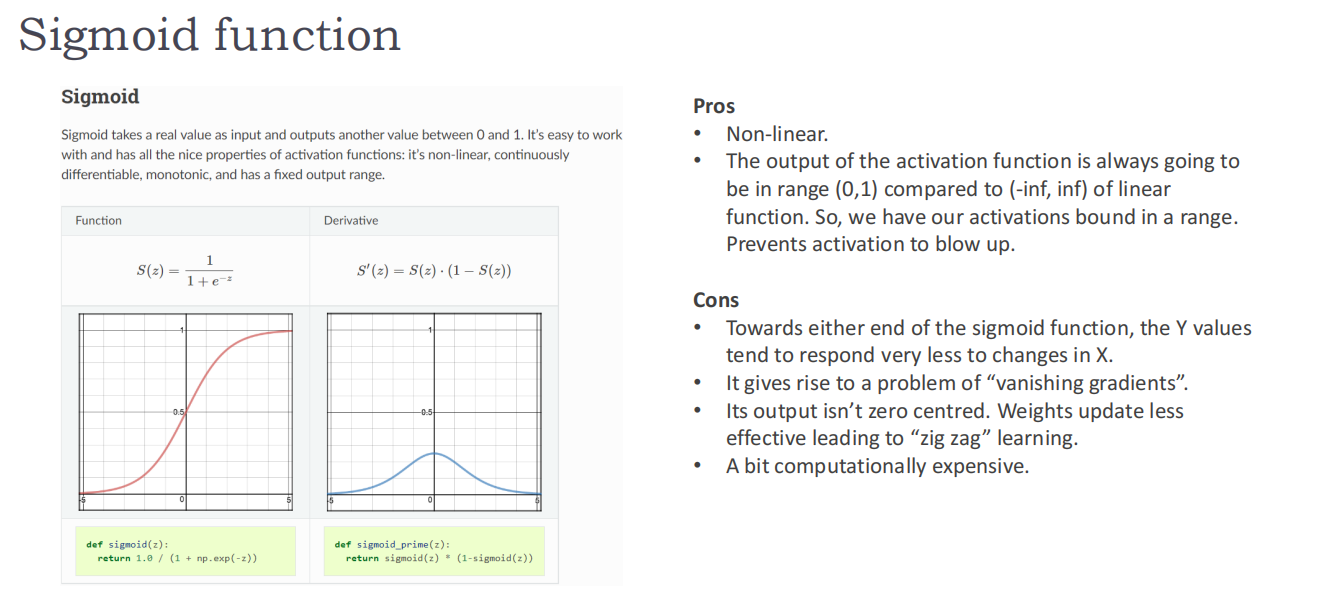 Sigmoid function
Sigmoid
Sigmoid takes a real value as input and outputs another value between 0 and 1. It's easy to work
with and has all the nice properties of activation functions: it's non-linear, continuously
differentiable, monotonic, and has a fixed output range.
Function
Derivative
S(z) = 1 / (1 + e^{-z})
S′(z) = S(z) · (1 − S(z))
1
0.5
-5
0
5
1
0.5
-5
0
5
def sigmoid(z):
return 1.0 / (1 + np.exp(-z))
def sigmoid_prime(z):
return sigmoid(z) * (1-sigmoid(z))
Pros
• Non-linear.
• The output of the activation function is always going to
be in range (0,1) compared to (-inf, inf) of linear
function. So, we have our activations bound in a range.
Prevents activation to blow up.
Cons
• Towards either end of the sigmoid function, the Y values
tend to respond very less to changes in X.
• It gives rise to a problem of “vanishing gradients”.
• Its output isn’t zero centred. Weights update less
effective leading to “zig zag” learning.
• A bit computationally expensive.